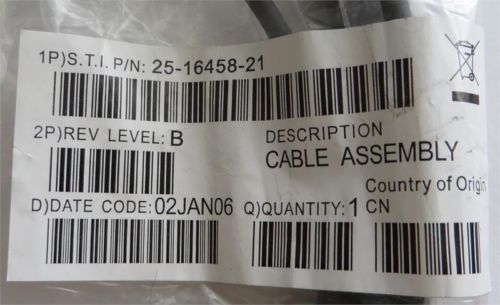 1P)S.T.I.P/N: 25-16458-21
2P)REV LEVEL: B
DESCRIPTION
CABLE ASSEMBLY
Country of Origin
D)DATE CODE: 02JAN06 Q)QUANTITY: 1 CN